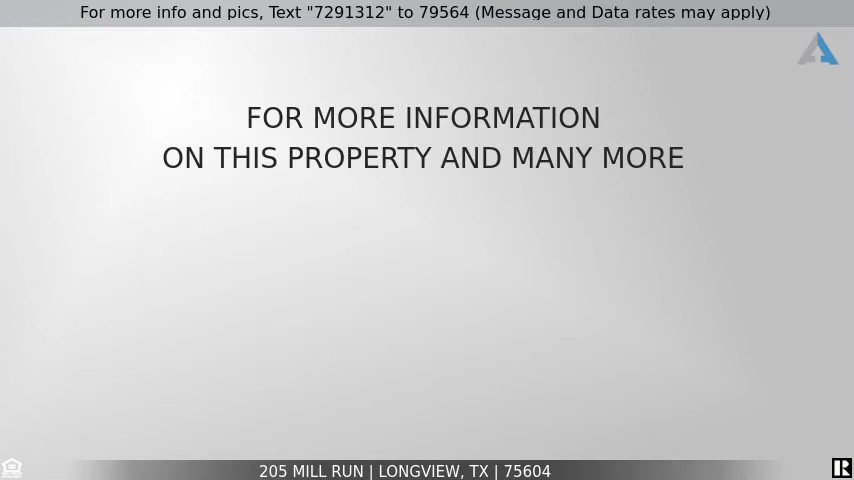 For more info and pics, Text "7291312" to 79564 (Message and Data rates may apply)
FOR MORE INFORMATION
ON THIS PROPERTY AND MANY MORE
205 MILL RUN | LONGVIEW, TX | 75604